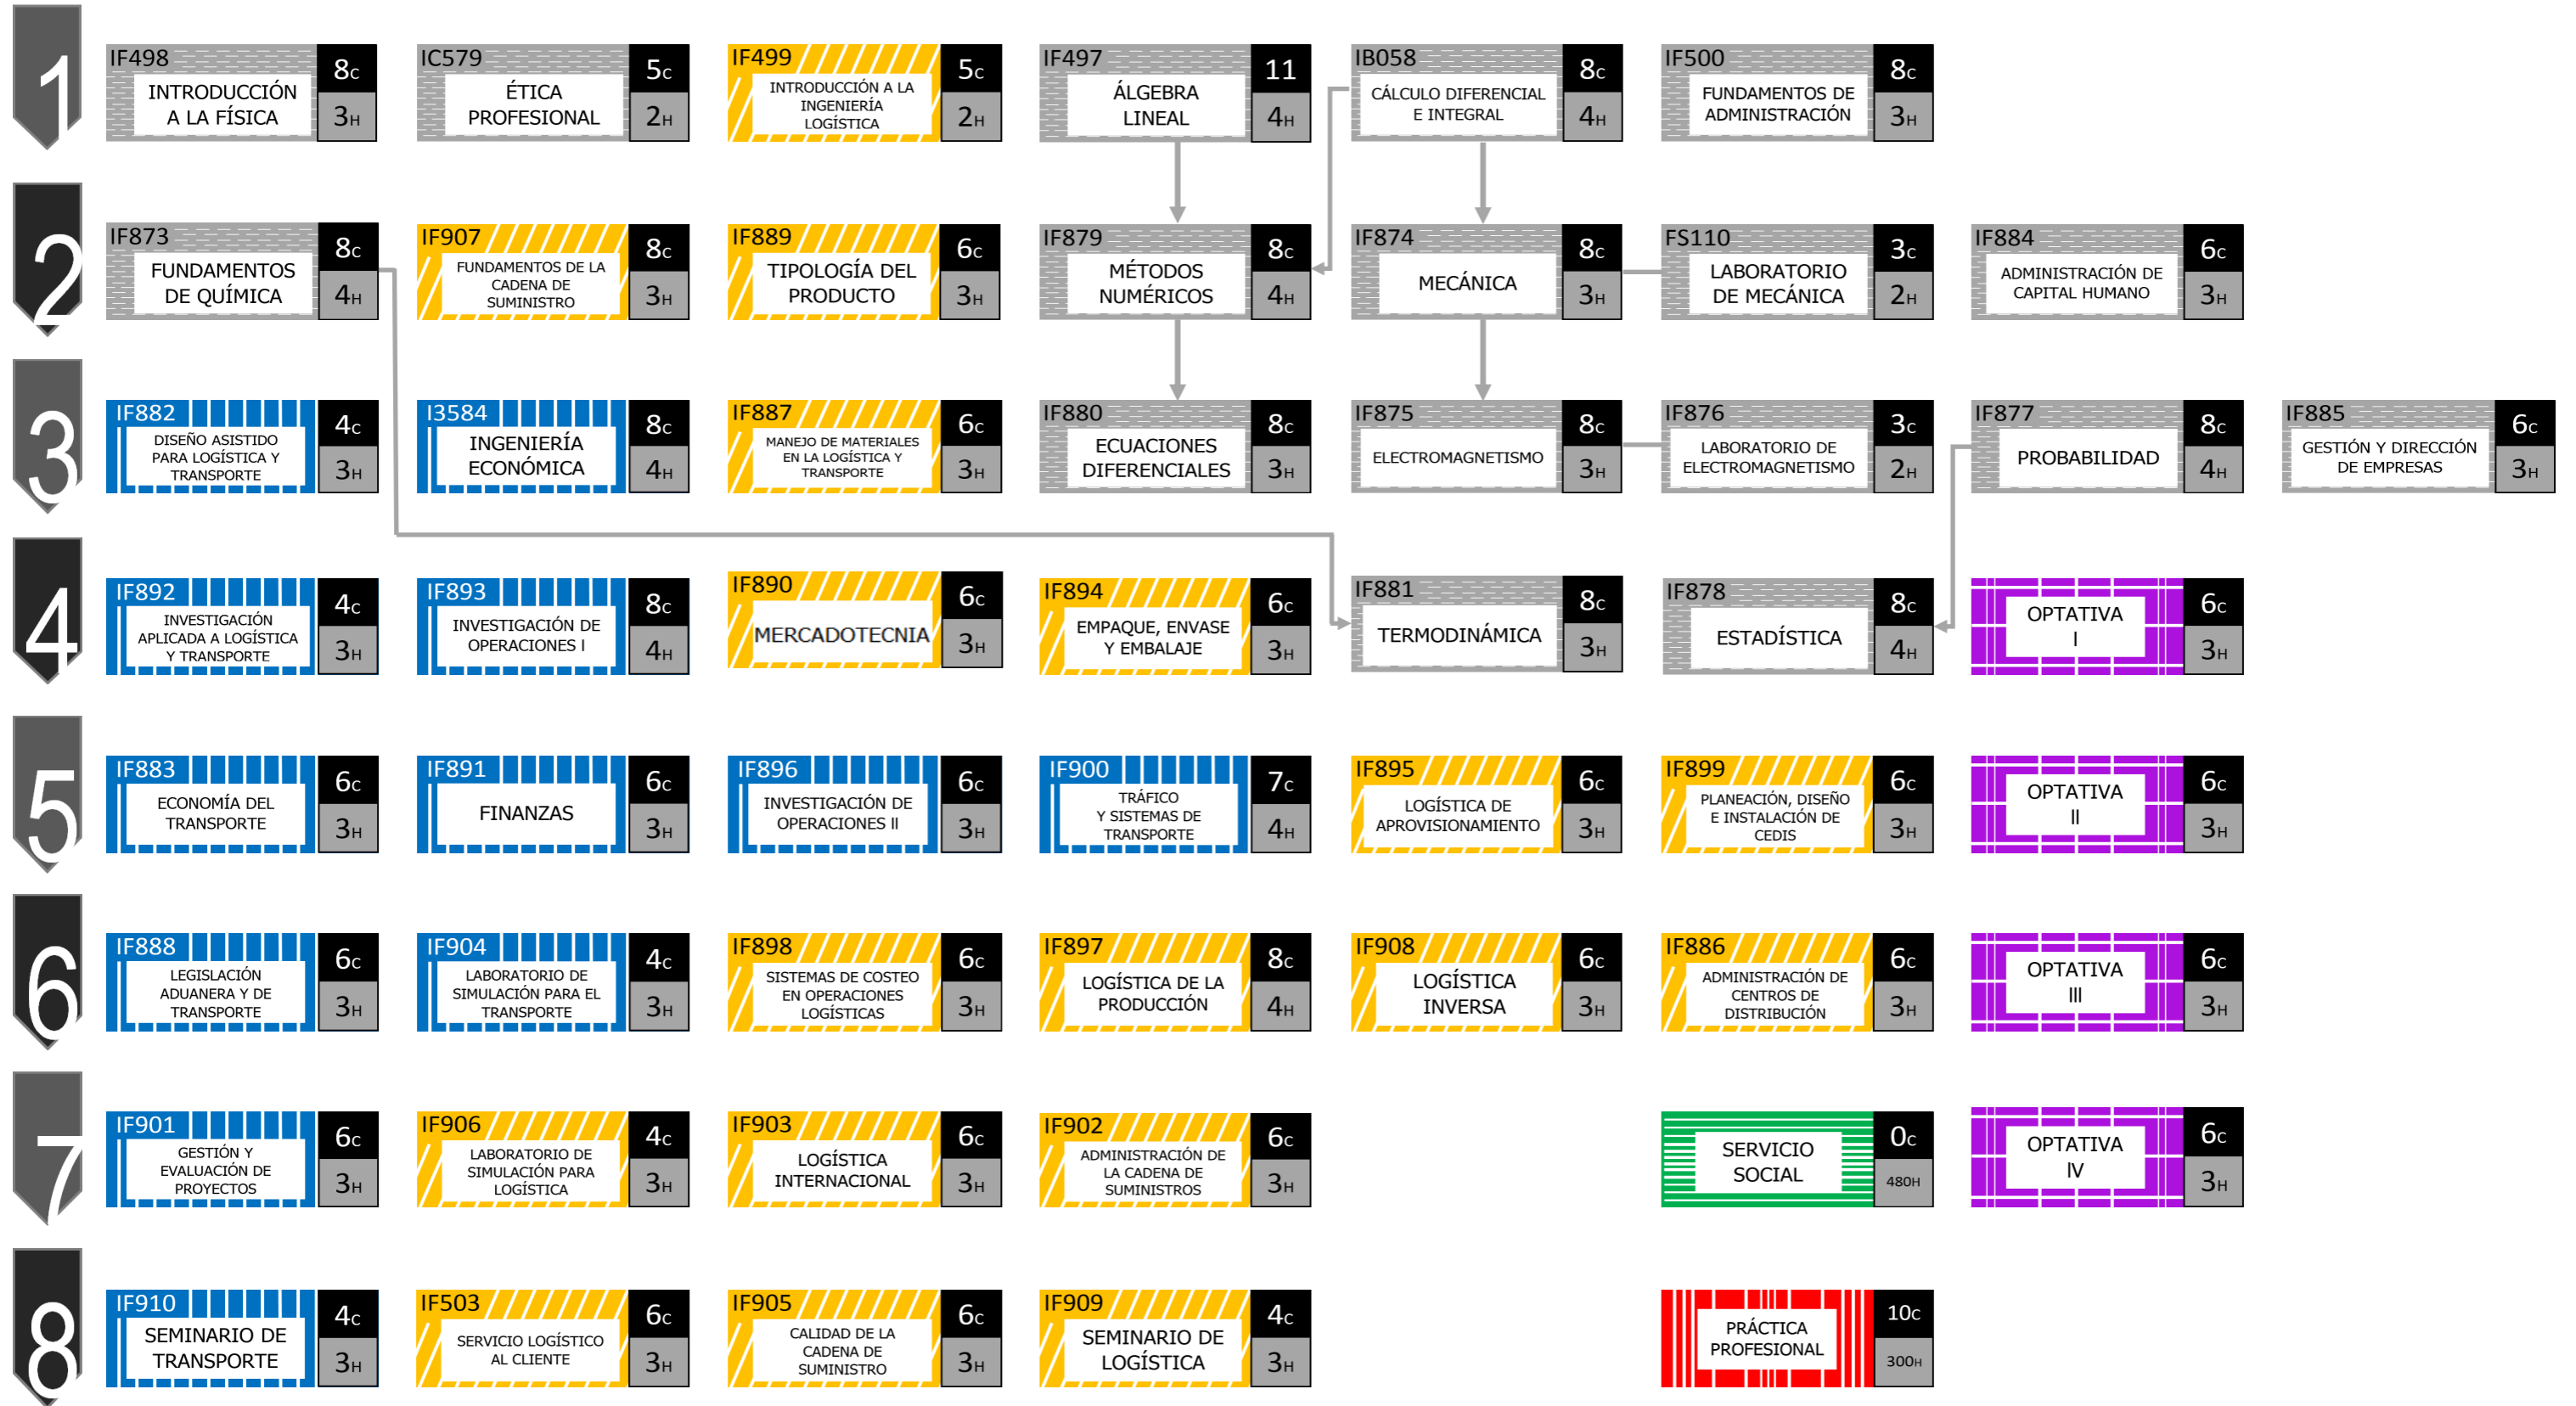 1
IF498
INTRODUCCIÓN
A LA FÍSICA
8C
3H
IC579
ÉTICA
PROFESIONAL
5C
2H
IF499
INTRODUCCIÓN A LA
INGENIERÍA
LOGÍSTICA
5C
2H
IF497
ÁLGEBRA
LINEAL
11
4H
IB058
CÁLCULO DIFERENCIAL
E INTEGRAL
8C
4H
IF500
FUNDAMENTOS DE
ADMINISTRACIÓN
8C
3H
2
IF873
FUNDAMENTOS
DE QUÍMICA
8C
4H
IF907
FUNDAMENTOS DE LA
CADENA DE
SUMINISTRO
8C
3H
IF889
TIPOLOGÍA DEL
PRODUCTO
6C
3H
IF879
MÉTODOS
NUMÉRICOS
8C
4H
IF874
MECÁNICA
8C
3H
FS110
LABORATORIO
DE MECÁNICA
3C
2H
IF884
ADMINISTRACIÓN DE
CAPITAL HUMANO
6C
3H
3
IF882
DISEÑO ASISTIDO
PARA LOGÍSTICA Y
TRANSPORTE
4C
3H
I3584
INGENIERÍA
ECONÓMICA
8C
4H
IF887
MANEJO DE MATERIALES
EN LA LOGÍSTICA Y
TRANSPORTE
6C
3H
IF880
ECUACIONES
DIFERENCIALES
8C
3H
IF875
ELECTROMAGNETISMO
8C
3H
IF876
LABORATORIO DE
ELECTROMAGNETISMO
3C
2H
IF877
PROBABILIDAD
8C
4H
IF885
GESTIÓN Y DIRECCIÓN
DE EMPRESAS
6C
3H
4
IF892
INVESTIGACIÓN
APLICADA A LOGÍSTICA
Y TRANSPORTE
4C
3H
IF893
INVESTIGACIÓN DE
OPERACIONES I
8C
4H
IF890
MERCADOTECNIA
6C
3H
IF894
EMPAQUE, ENVASE
Y EMBALAJE
6C
3H
IF881
TERMODINÁMICA
8C
3H
IF878
ESTADÍSTICA
8C
4H
OPTATIVA
I
6C
3H
5
IF883
ECONOMÍA DEL
TRANSPORTE
6C
3H
IF891
FINANZAS
6C
3H
IF896
INVESTIGACIÓN DE
OPERACIONES II
6C
3H
IF900
TRÁFICO
Y SISTEMAS DE
TRANSPORTE
7C
4H
IF895
LOGÍSTICA DE
APROVISIONAMIENTO
6C
3H
IF899
PLANEACIÓN, DISEÑO
E INSTALACIÓN DE
CEDIS
6C
3H
OPTATIVA
II
6C
3H
6
IF888
LEGISLACIÓN
ADUANERA Y DE
TRANSPORTE
6C
3H
IF904
LABORATORIO DE
SIMULACIÓN PARA EL
TRANSPORTE
4C
3H
IF898
SISTEMAS DE COSTEO
EN OPERACIONES
LOGÍSTICAS
6C
3H
IF897
LOGÍSTICA DE LA
PRODUCCIÓN
8C
4H
IF908
LOGÍSTICA
INVERSA
6C
3H
IF886
ADMINISTRACIÓN DE
CENTROS DE
DISTRIBUCIÓN
6C
3H
OPTATIVA
III
6C
3H
7
IF901
GESTIÓN Y
EVALUACIÓN DE
PROYECTOS
6C
3H
IF906
LABORATORIO DE
SIMULACIÓN PARA
LOGÍSTICA
4C
3H
IF903
LOGÍSTICA
INTERNACIONAL
6C
3H
IF902
ADMINISTRACIÓN DE
LA CADENA DE
SUMINISTROS
6C
3H
SERVICIO
SOCIAL
0C
480H
OPTATIVA
IV
6C
3H
8
IF910
SEMINARIO DE
TRANSPORTE
4C
3H
IF503
SERVICIO LOGÍSTICO
AL CLIENTE
6C
3H
IF905
CALIDAD DE LA
CADENA DE
SUMINISTRO
6C
3H
IF909
SEMINARIO DE
LOGÍSTICA
4C
3H
PRÁCTICA
PROFESIONAL
10C
300H